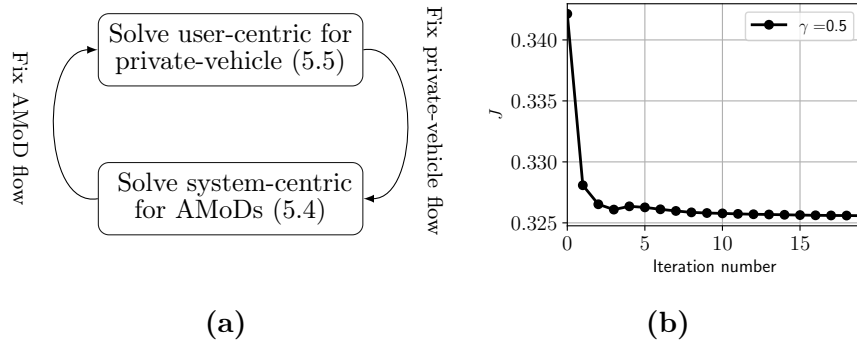 Solve user-centric for
private-vehicle (5.5)
Fix AMoD flow
Fix private-vehicle flow
Solve system-centric
for AMoDs (5.4)
(a)
γ =0.5
0.340
0.335
0.330
0.325
J
0
5
10
15
Iteration number
(b)